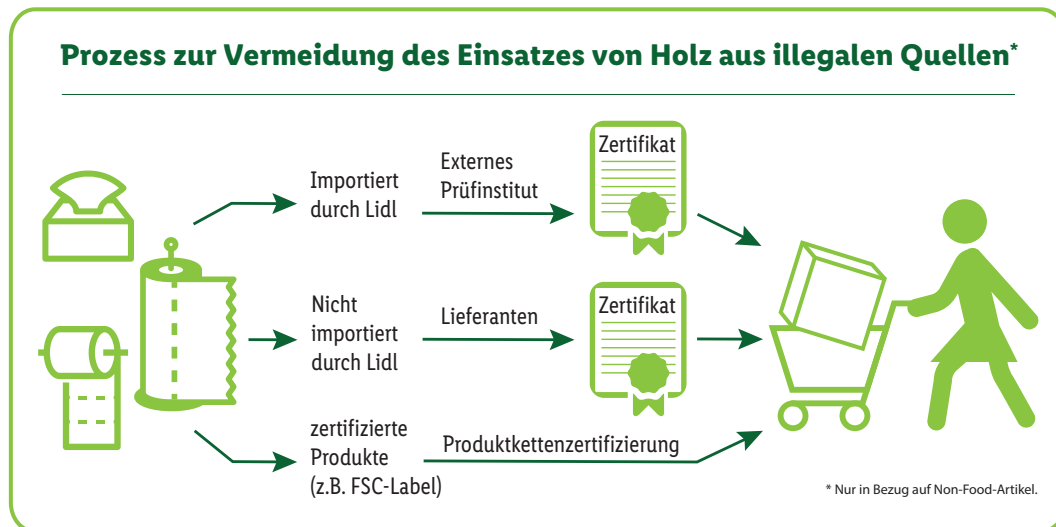 Prozess zur Vermeidung des Einsatzes von Holz aus illegalen Quellen*
Importiert
durch Lidl
Externes
Prüfinstitut
Zertifikat
Nicht
importiert
durch Lidl
Lieferanten
Zertifikat
zertifizierte
Produkte
(z.B. FSC-Label)
Produktkettenzertifizierung
* Nur in Bezug auf Non-Food-Artikel.